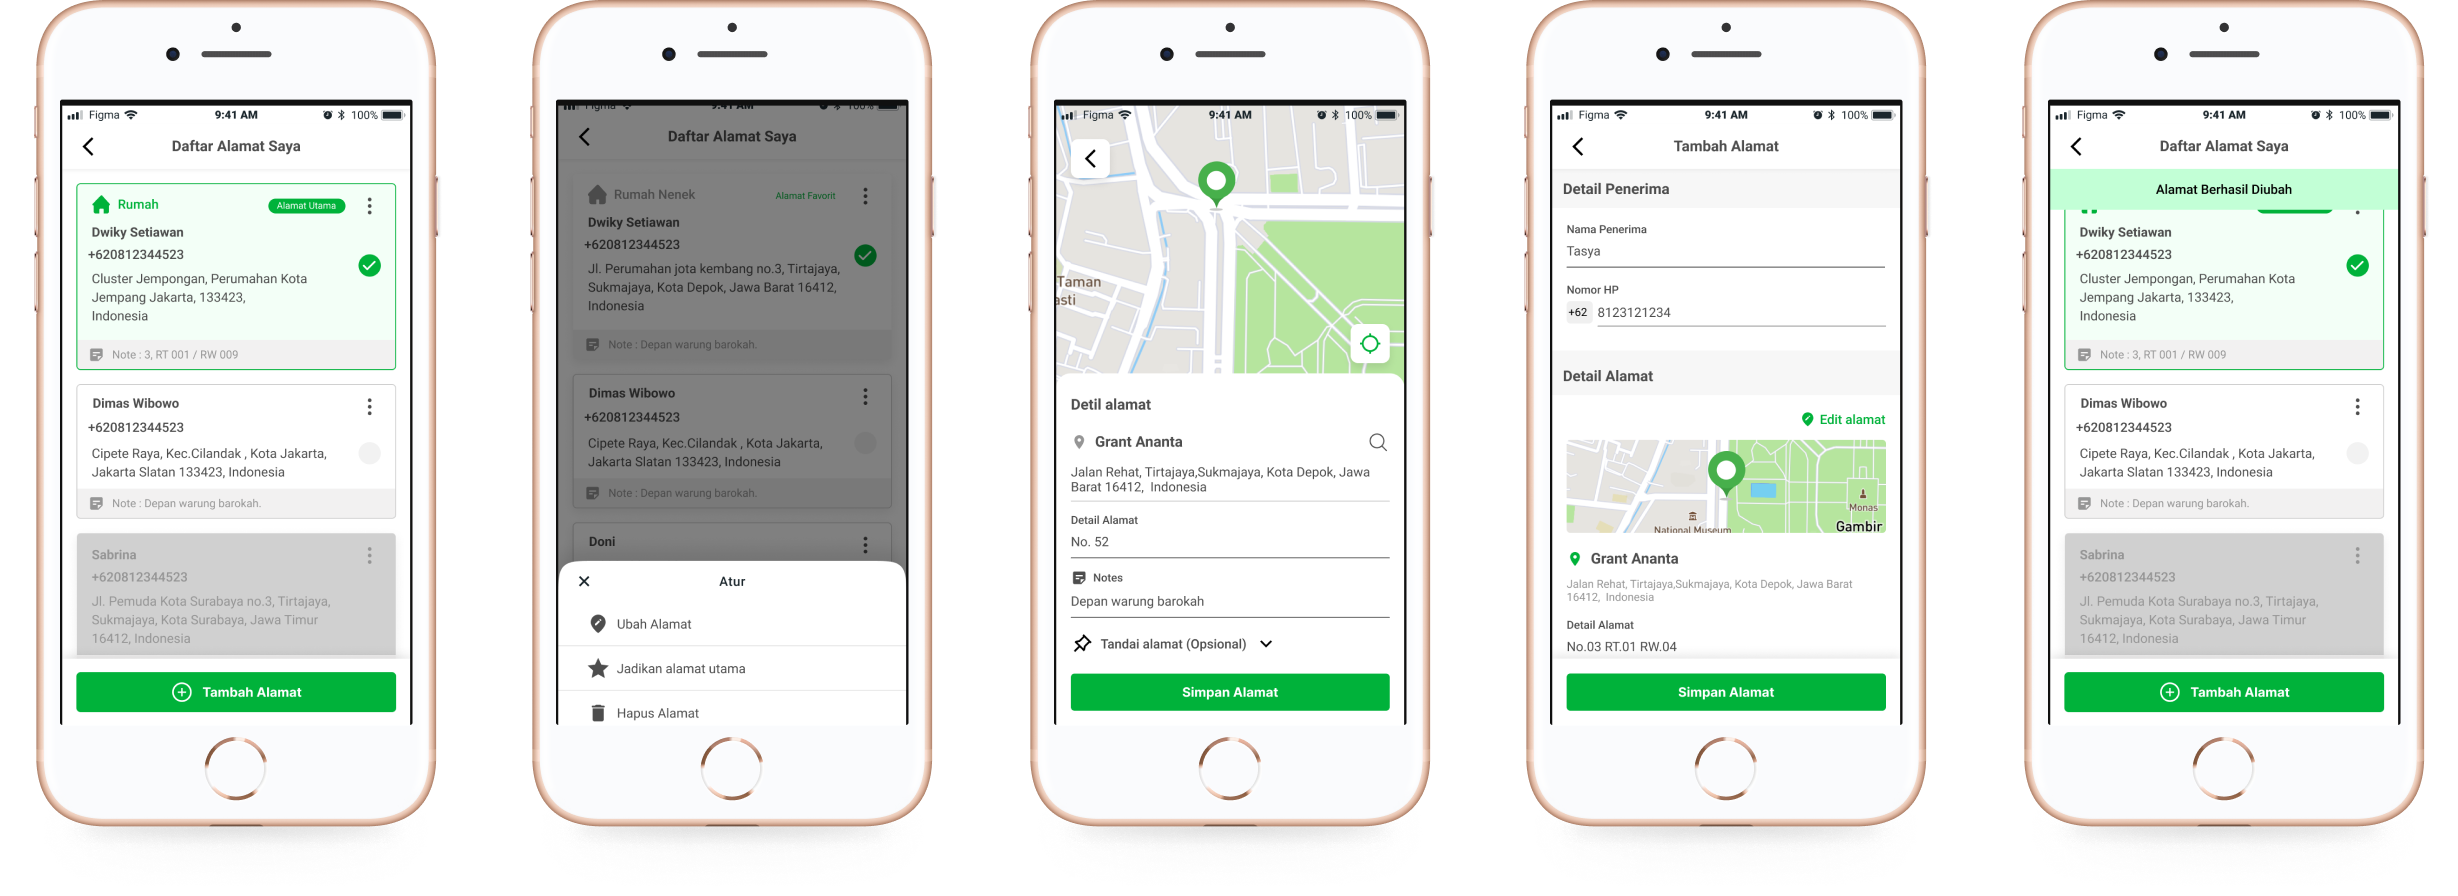 Figma
9:41 AM
100%
Daftar Alamat Saya
Rumah
Alamat Utama
Dwiky Setiawan
+620812344523
Cluster Jempongan, Perumahan Kota
Jempang Jakarta, 133423,
Indonesia
Note : 3, RT 001 / RW 009
Dimas Wibowo
+620812344523
Cipete Raya, Kec.Cilandak , Kota Jakarta,
Jakarta Slatan 133423, Indonesia
Note : Depan warung barokah.
Sabrina
+620812344523
Jl. Pemuda Kota Surabaya no.3, Tirtajaya,
Sukmajaya, Kota Surabaya, Jawa Timur
16412, Indonesia
Tambah Alamat
Figma
9:41 AM
100%
Daftar Alamat Saya
Rumah Nenek
Alamat Favorit
Dwiky Setiawan
+620812344523
Jl. Perumahan jota kembang no.3, Tirtajaya,
Sukmajaya, Kota Depok, Jawa Barat 16412,
Indonesia
Note : Depan warung barokah.
Dimas Wibowo
+620812344523
Cipete Raya, Kec.Cilandak , Kota Jakarta,
Jakarta Slatan 133423, Indonesia
Note : Depan warung barokah.
Doni
Atur
Ubah Alamat
Jadikan alamat utama
Hapus Alamat
Figma
9:41 AM
100%
Taman
asti
Detil alamat
Grant Ananta
Jalan Rehat, Tirtajaya,Sukmajaya, Kota Depok, Jawa
Barat 16412, Indonesia
Detail Alamat
No. 52
Notes
Depan warung barokah
Tandai alamat (Opsional)
Simpan Alamat
Figma
9:41 AM
100%
Tambah Alamat
Detail Penerima
Nama Penerima
Tasya
Nomor HP
+62
8123121234
Detail Alamat
Edit alamat
Monas
National Museum
Gambir
Grant Ananta
Jalan Rehat, Tirtajaya,Sukmajaya, Kota Depok, Jawa Barat
16412, Indonesia
Detail Alamat
No.03 RT.01 RW.04
Simpan Alamat
Figma
9:41 AM
100%
Daftar Alamat Saya
Alamat Berhasil Diubah
Dwiky Setiawan
+620812344523
Cluster Jempongan, Perumahan Kota
Jempang Jakarta, 133423,
Indonesia
Note : 3, RT 001 / RW 009
Dimas Wibowo
+620812344523
Cipete Raya, Kec.Cilandak , Kota Jakarta,
Jakarta Slatan 133423, Indonesia
Note : Depan warung barokah.
Sabrina
+620812344523
Jl. Pemuda Kota Surabaya no.3, Tirtajaya,
Sukmajaya, Kota Surabaya, Jawa Timur
16412, Indonesia
Tambah Alamat